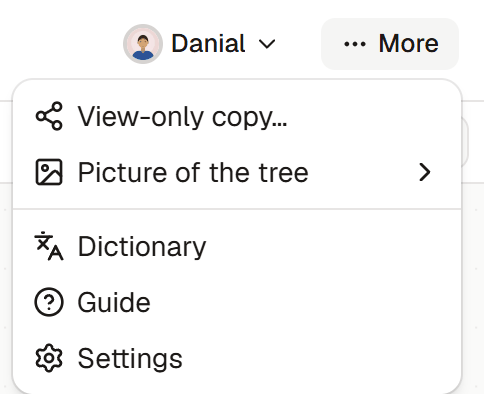 Danial
More
View-only copy...
Picture of the tree
Dictionary
Guide
Settings